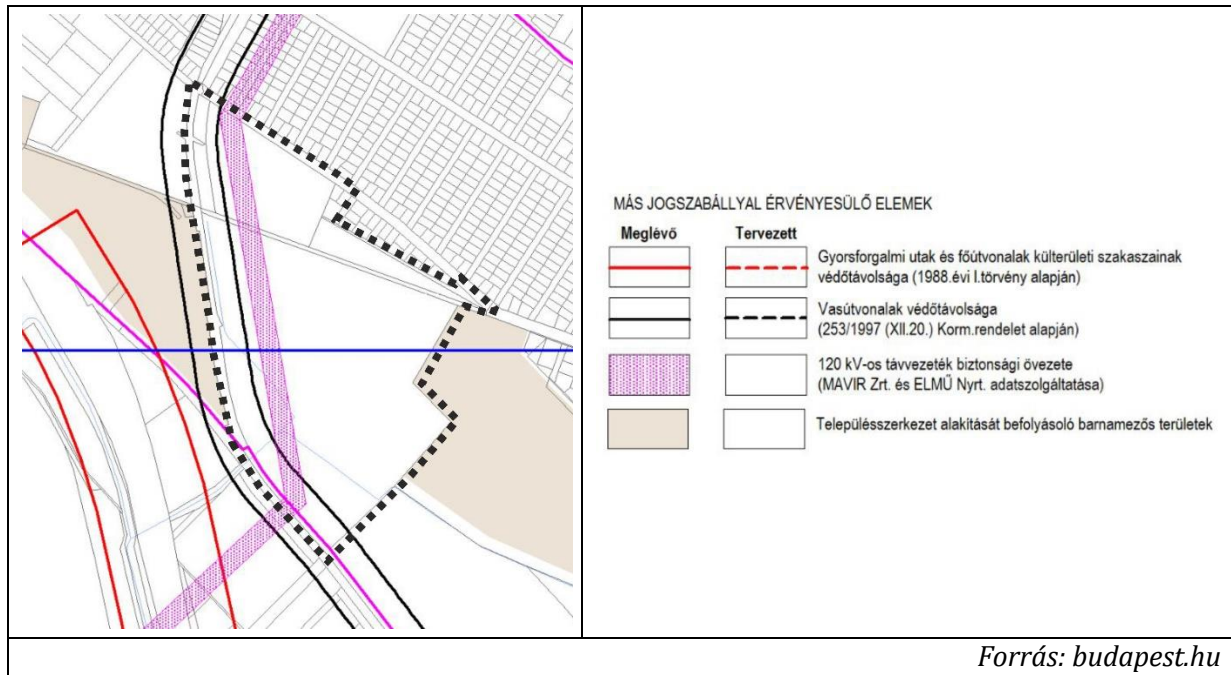 MÁS JOGSZABÁLLYAL ÉRVÉNYESÜLŐ ELEMEK
Meglévő Tervezett
Gyorsforgalmi utak és főútvonalak külterületi szakaszainak
védőtávolsága (1988.évi I.törvény alapján)
Vasútvonalak védőtávolsága
(253/1997 (XII.20.) Korm.rendelet alapján)
120 kV-os távvezeték biztonsági övezete
(MAVIR Zrt. és ELMŰ Nyrt. adatszolgáltatása)
Településszerkezet alakítását befolyásoló barnamezős területek
Forrás: budapest.hu